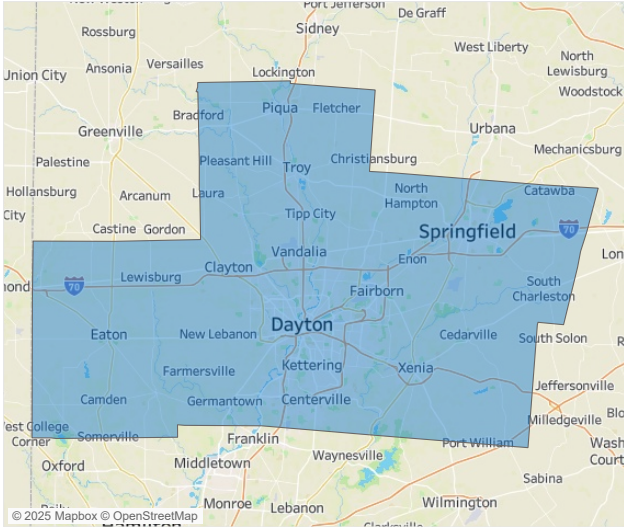 Port Jefferson
De Graff
Rossburg
Sidney
West Liberty
Ansonia
Versailles
North
Lewisburg
Union City
Lockington
Woodstock
Bradford
Piqua
Fletcher
Greenville
Urbana
Mechanicsburg
Palestine
Pleasant Hill
Troy
Christiansburg
Hollansburg
Arcanum
Laura
North
Hampton
Catawba
City
Tipp City
Castine
Gordon
Springfield
70
Vandalia
Clayton
Enon
Lewisburg
70
Fairborn
South
Charleston
Dayton
Eaton
New Lebanon
Cedarville
South Solon
Farmersville
Kettering
Xenia
Jeffersonville
Camden
Germantown
Centerville
Milledgeville
West College
Corner
Somerville
Franklin
Port William
Oxford
Middletown
Waynesville
Sabina
Monroe
Lebanon
Wilmington
© 2025 Mapbox © OpenStreetMap